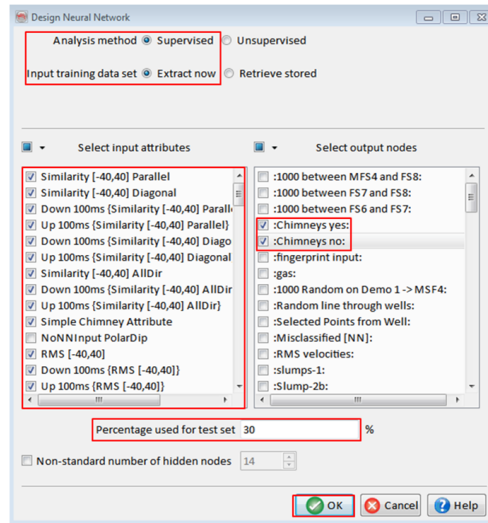 Design Neural Network
Analysis method Supervised Unsupervised
Input training data set Extract now Retrieve stored
Select input attributes
Similarity [-40,40] Parallel
Similarity [-40,40] Diagonal
Down 100ms {Similarity [-40,40] Paralle
Up 100ms {Similarity [-40,40] Parallel}
Down 100ms {Similarity [-40,40] Diago
Up 100ms {Similarity [-40,40] Diagonal
Similarity [-40,40] AllDir
Down 100ms {Similarity [-40,40] AllDir
Up 100ms {Similarity [-40,40] AllDir}
Simple Chimney Attribute
NoNNInput PolarDip
RMS [-40,40]
Down 100ms {RMS [-40,40]}
Up 100ms {RMS [-40,40]}
Select output nodes
:1000 between MFS4 and FS8:
:1000 between FS7 and FS8:
:1000 between FS6 and FS7:
:Chimneys yes:
:Chimneys no:
:fingerprint input:
:gas:
:1000 Random on Demo 1 -> MSF4:
:Random line through wells:
:Selected Points from Well:
:Misclassified [NN]:
:RMS velocities:
:slumps-1:
:Slump-2b:
Percentage used for test set 30 %
Non-standard number of hidden nodes 14
OK Cancel Help